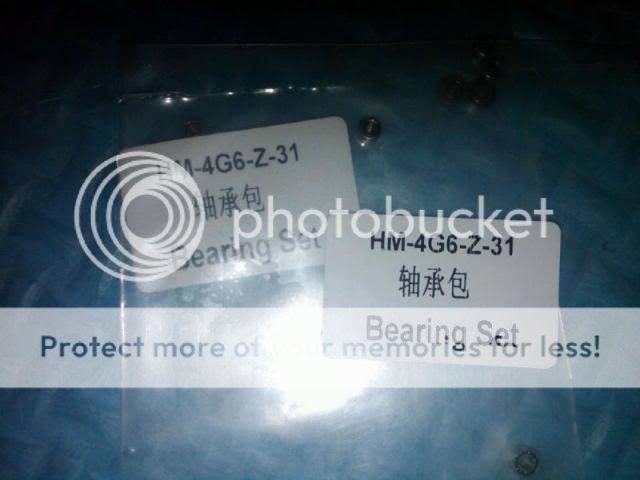 HM-4G6-Z-31
轴承包
Bearing Set
HM-4G6-Z-31
轴承包
Bearing Set
photobucket
Protect more of your memories for less!